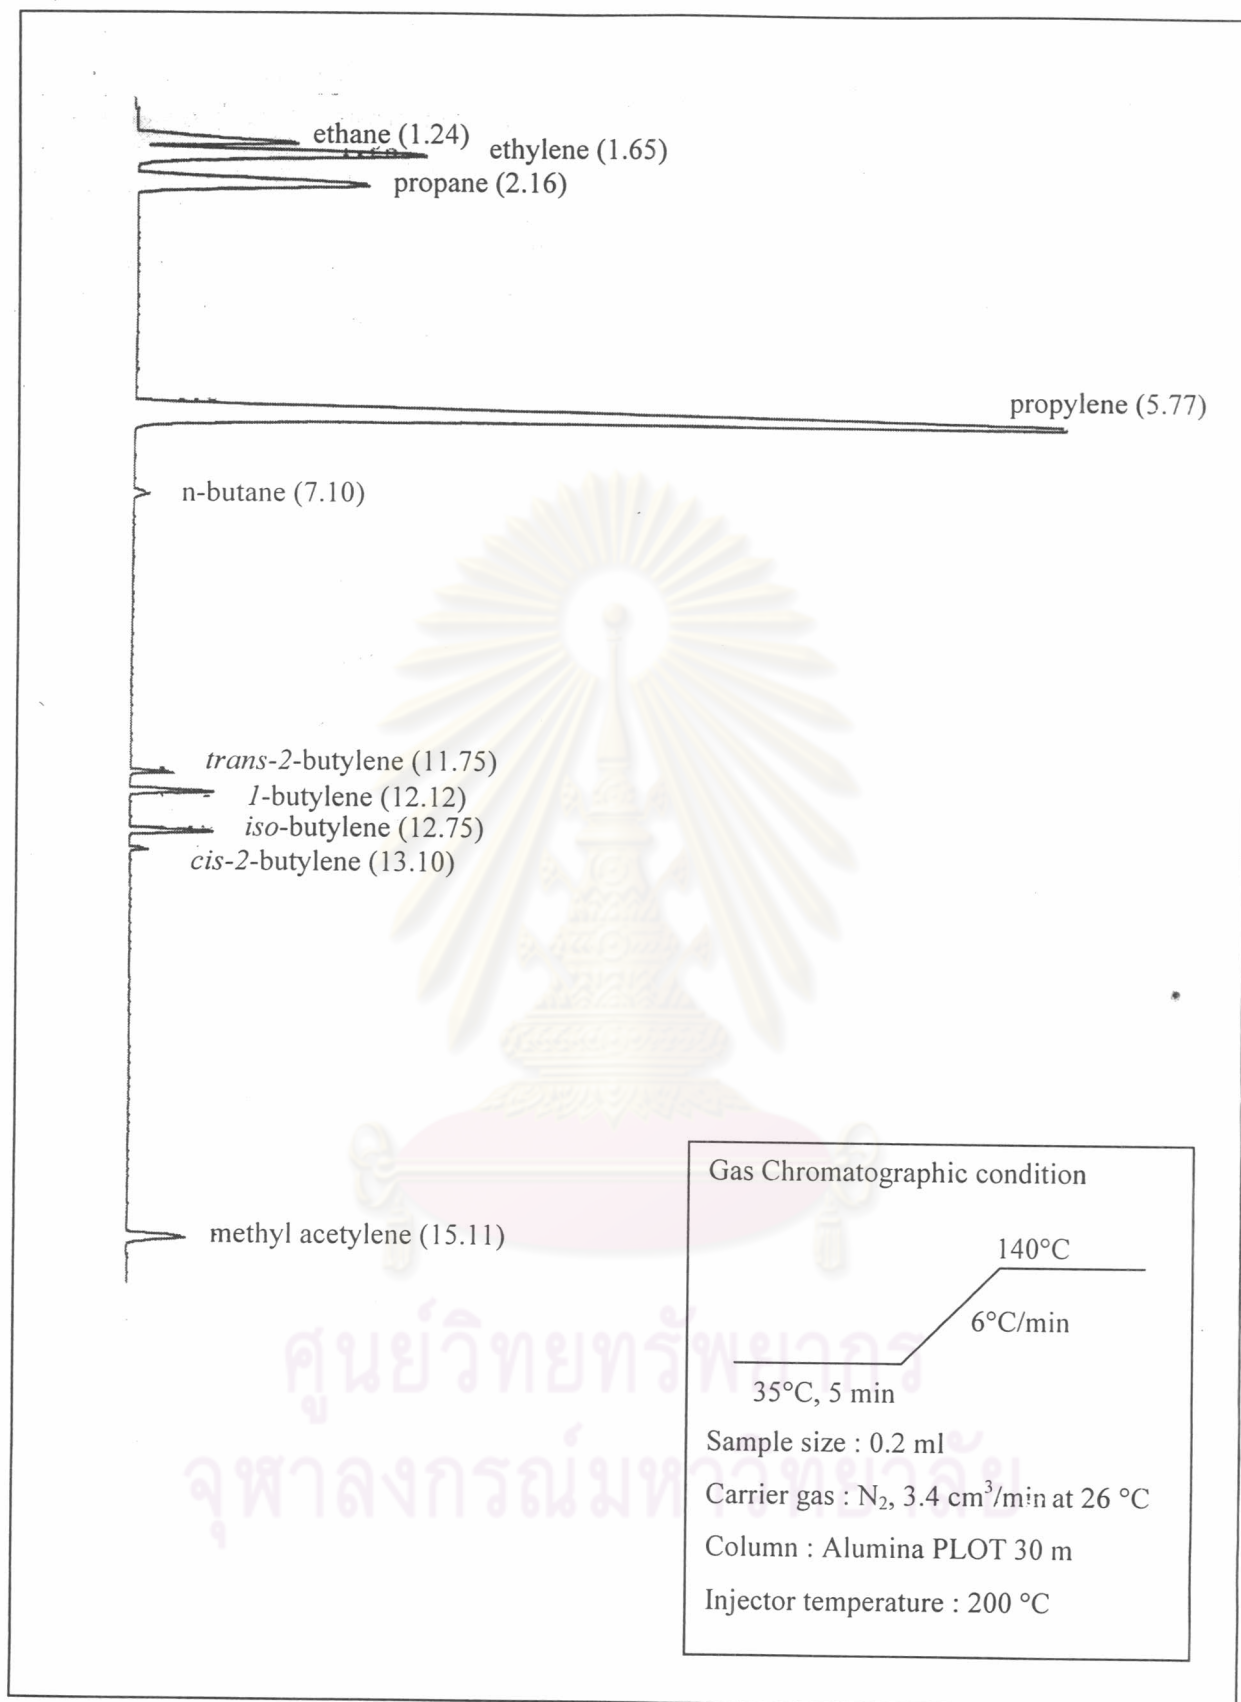 ethane (1.24)
ethylene (1.65)
propane (2.16)
propylene (5.77)
n-butane (7.10)
trans-2-butylene (11.75)
1-butylene (12.12)
iso-butylene (12.75)
cis-2-butylene (13.10)
methyl acetylene (15.11)
Gas Chromatographic condition
140°C
6°C/min
35°C, 5 min
Sample size : 0.2 ml
Carrier gas : N₂, 3.4 cm³/min at 26 °C
Column : Alumina PLOT 30 m
Injector temperature : 200 °C
ศูนย์วิทยทรัพยากร
จุฬาลงกรณ์มหาวิทยาลัย